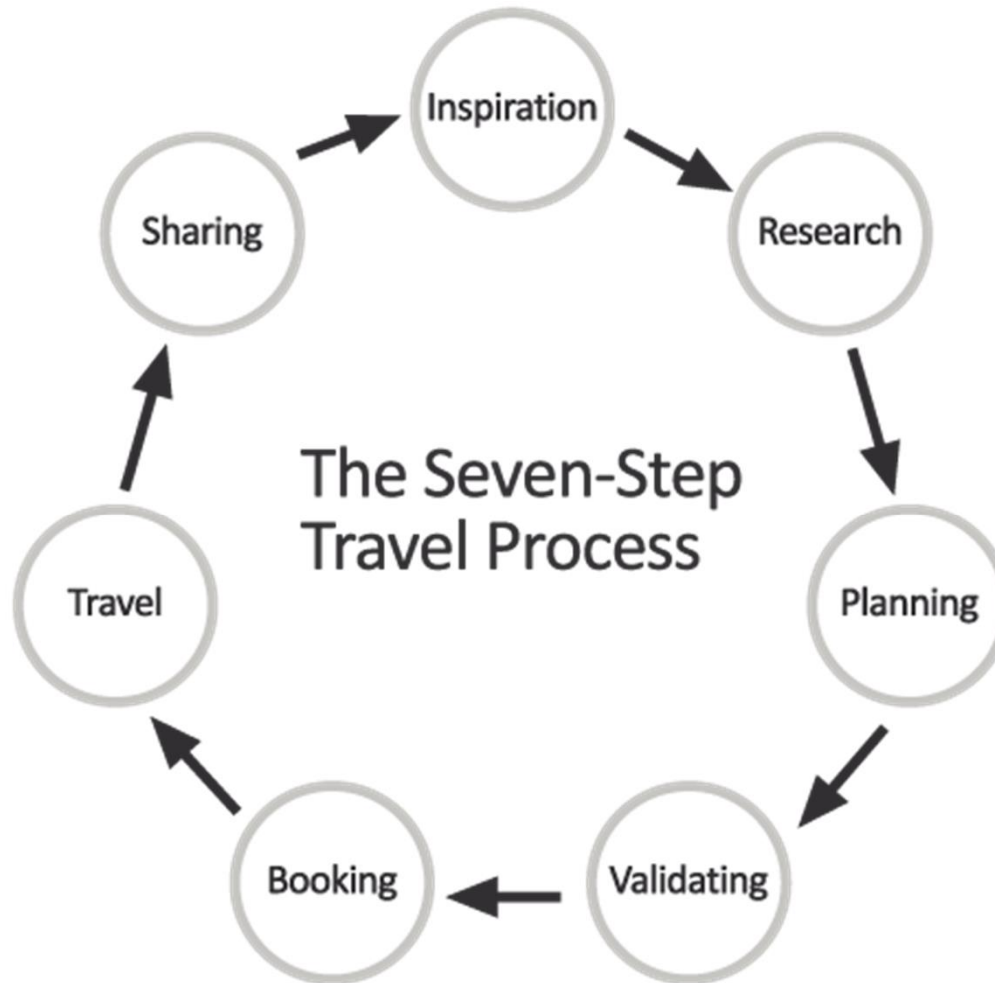 Inspiration
Research
Planning
Validating
Booking
Travel
Sharing
The Seven-Step
Travel Process